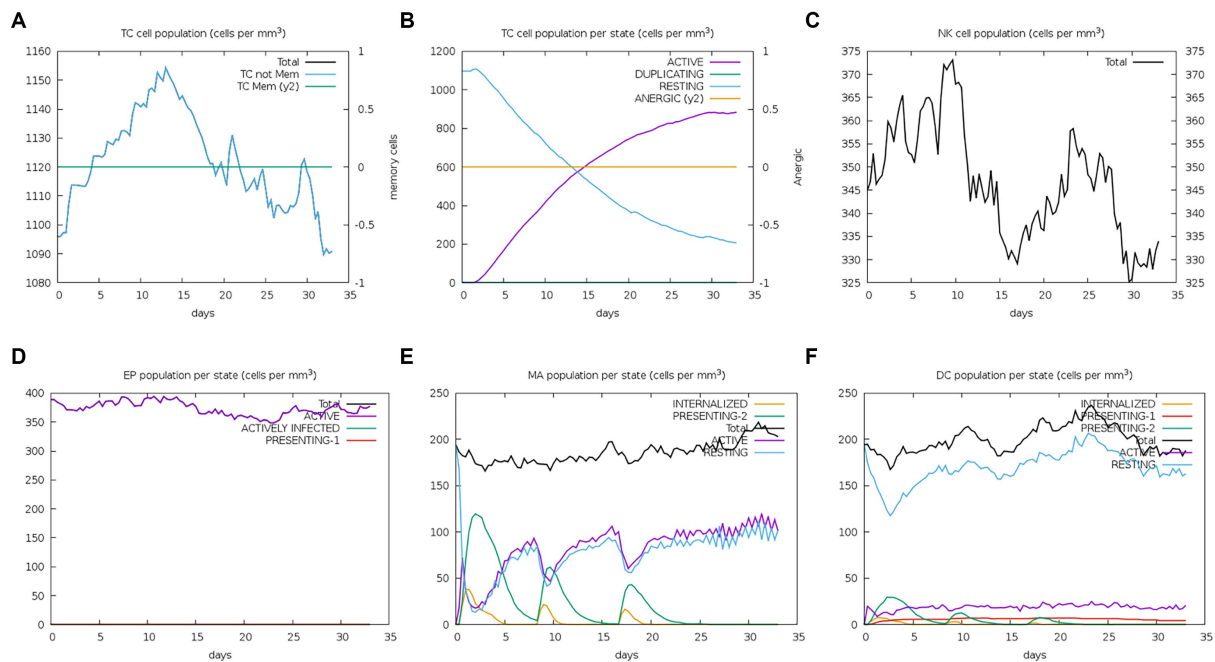 A
TC cell population (cells per mm³)
1160
1150
1140
1130
1120
1110
1100
1090
1080
1
0.5
0
-0.5
-1
Total
TC not Mem
TC Mem (y2)
memory cells
0 5 10 15 20 25 30 35
days
B
TC cell population per state (cells per mm³)
1200
1000
800
600
400
200
0
1
0.5
0
-0.5
-1
ACTIVE
DUPLICATING
RESTING
ANERGIC (y2)
Anergic
0 5 10 15 20 25 30 35
days
C
NK cell population (cells per mm³)
375
370
365
360
355
350
345
340
335
330
325
375
370
365
360
355
350
345
340
335
330
325
Total
0 5 10 15 20 25 30 35
days
D
EP population per state (cells per mm³)
400
350
300
250
200
150
100
50
0
Total
ACTIVE
ACTIVELY INFECTED
PRESENTING-1
0 5 10 15 20 25 30 35
days
E
MA population per state (cells per mm³)
250
200
150
100
50
0
INTERNALIZED
PRESENTING-2
Total
ACTIVE
RESTING
0 5 10 15 20 25 30 35
days
F
DC population per state (cells per mm³)
250
200
150
100
50
0
INTERNALIZED
PRESENTING-1
PRESENTING-2
Total
ACTIVE
RESTING
0 5 10 15 20 25 30 35
days